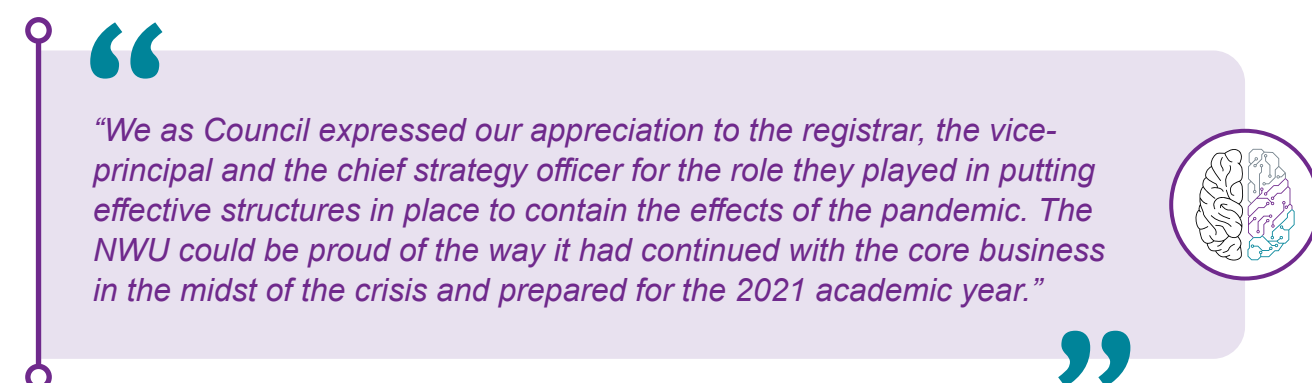 “We as Council expressed our appreciation to the registrar, the vice-
principal and the chief strategy officer for the role they played in putting
effective structures in place to contain the effects of the pandemic. The
NWU could be proud of the way it had continued with the core business
in the midst of the crisis and prepared for the 2021 academic year.”